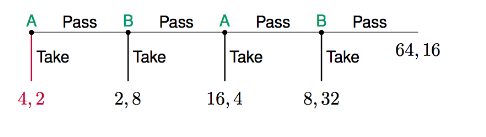 A Pass B Pass A Pass B Pass
Take Take Take Take 64, 16
4, 2 2, 8 16, 4 8, 32